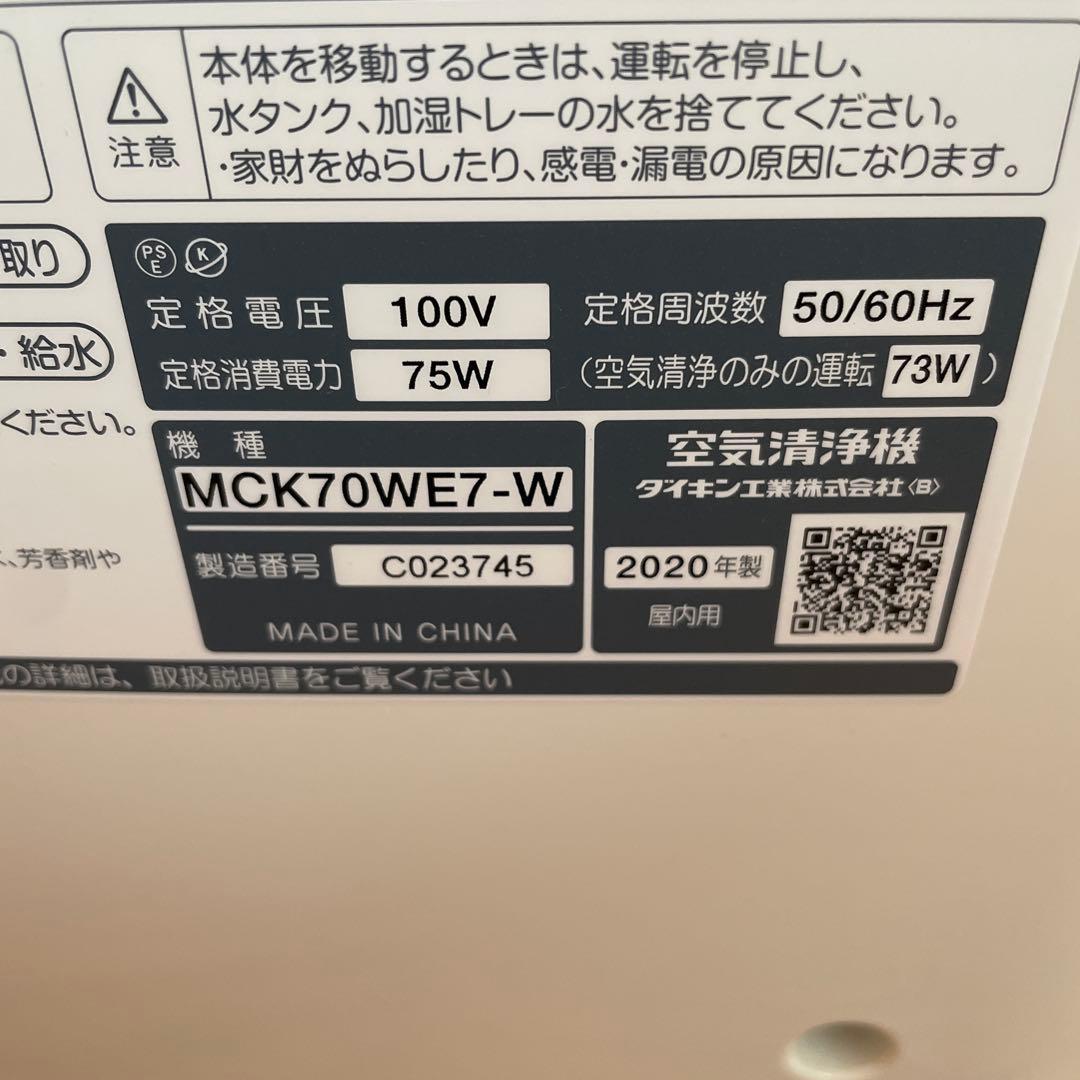 注意
本体を移動するときは、運転を停止し、
水タンク、加湿トレーの水を捨ててください。
・家財をぬらしたり、感電・漏電の原因になります。
取り
・給水
ください。
、芳香剤や
PS
E
K
定格電圧 100V 定格周波数 50/60Hz
定格消費電力 75W (空気清浄のみの運転 73W)
機種
MCK70WE7-W
製造番号 C023745
MADE IN CHINA
空気清浄機
ダイキン工業株式会社〈B〉
2020年製
屋内用
の詳細は、取扱説明書をご覧ください